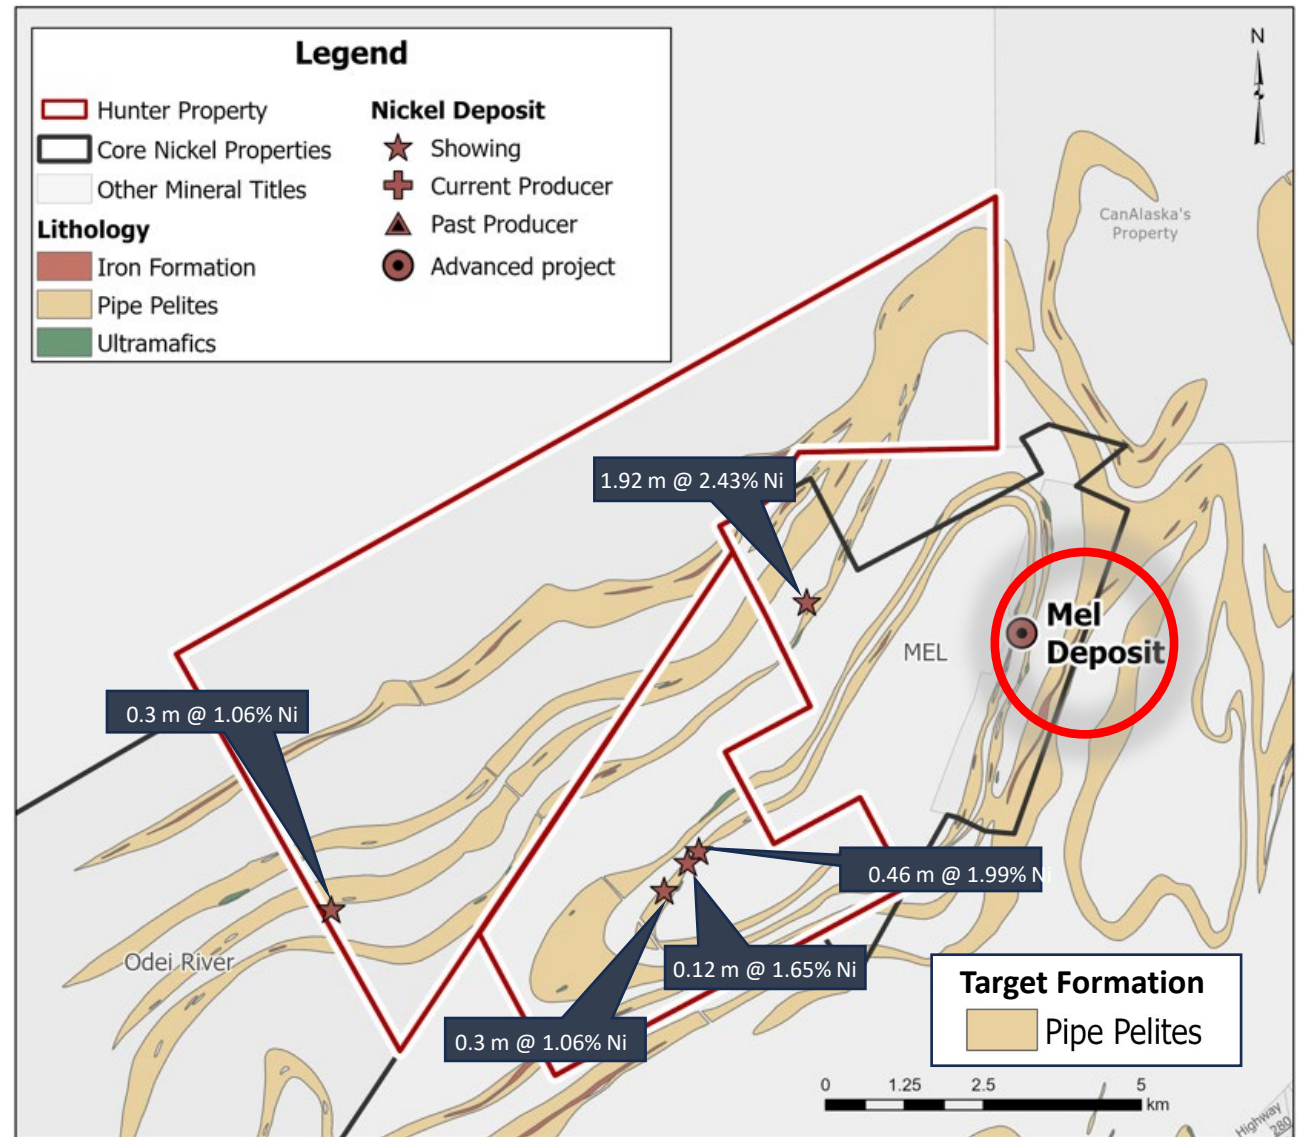 Legend
Hunter Property
Core Nickel Properties
Other Mineral Titles
Lithology
Iron Formation
Pipe Pelites
Ultramafics
Nickel Deposit
Showing
Current Producer
Past Producer
Advanced project
N
CanAlaska's
Property
1.92 m @ 2.43% Ni
Mel
Deposit
MEL
0.3 m @ 1.06% Ni
0.46 m @ 1.99% Ni
Odei River
0.12 m @ 1.65% Ni
0.3 m @ 1.06% Ni
Target Formation
Pipe Pelites
0 1.25 2.5 5
km
Highway
280